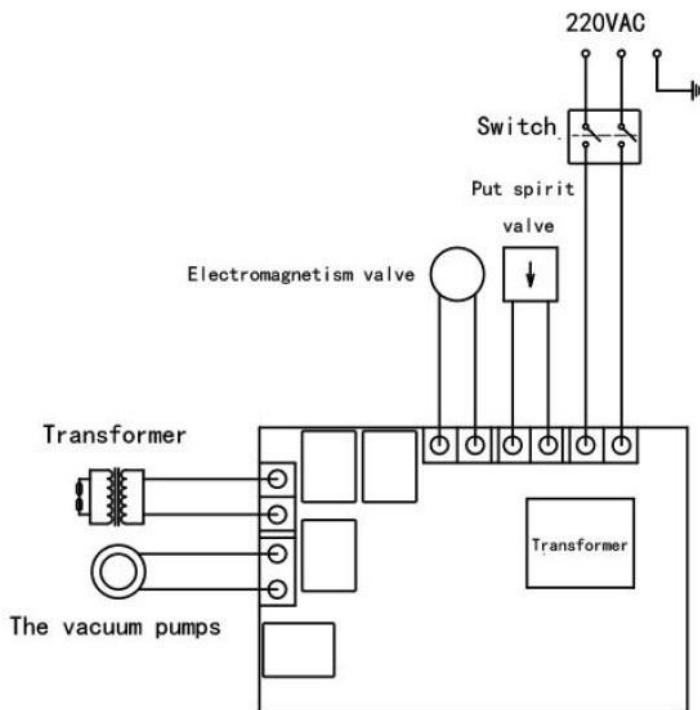 220VAC
Switch
Put spirit
valve
Electromagnetism valve
Transformer
Transformer
The vacuum pumps